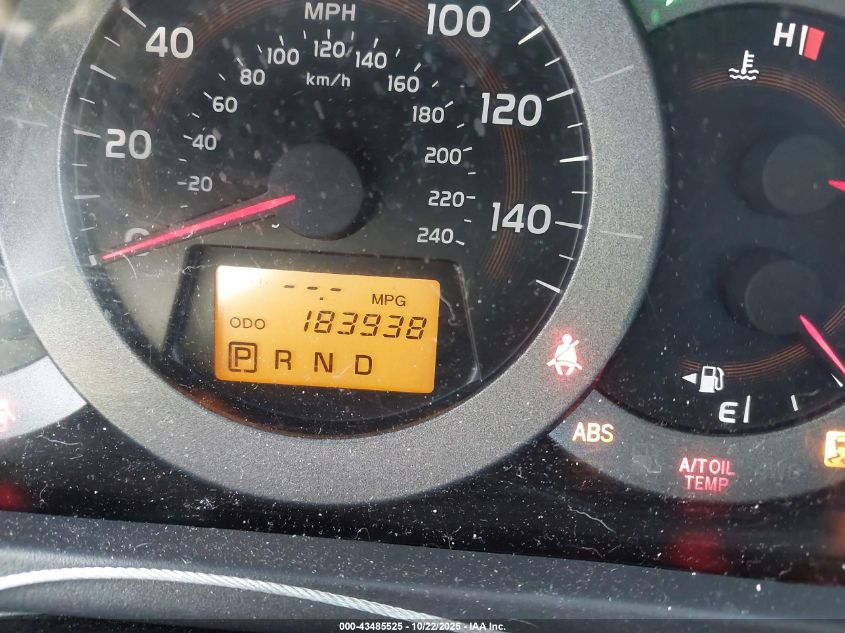 MPH
100
40
100 120 140
80 160
km/h
60 180
120
20
40 200
20 220
0
140
240
H
--.- MPG
ODO 183938
P R N D
E
ABS
A/T OIL
TEMP
000-43485525 - 10/22/2025 - IAA Inc.